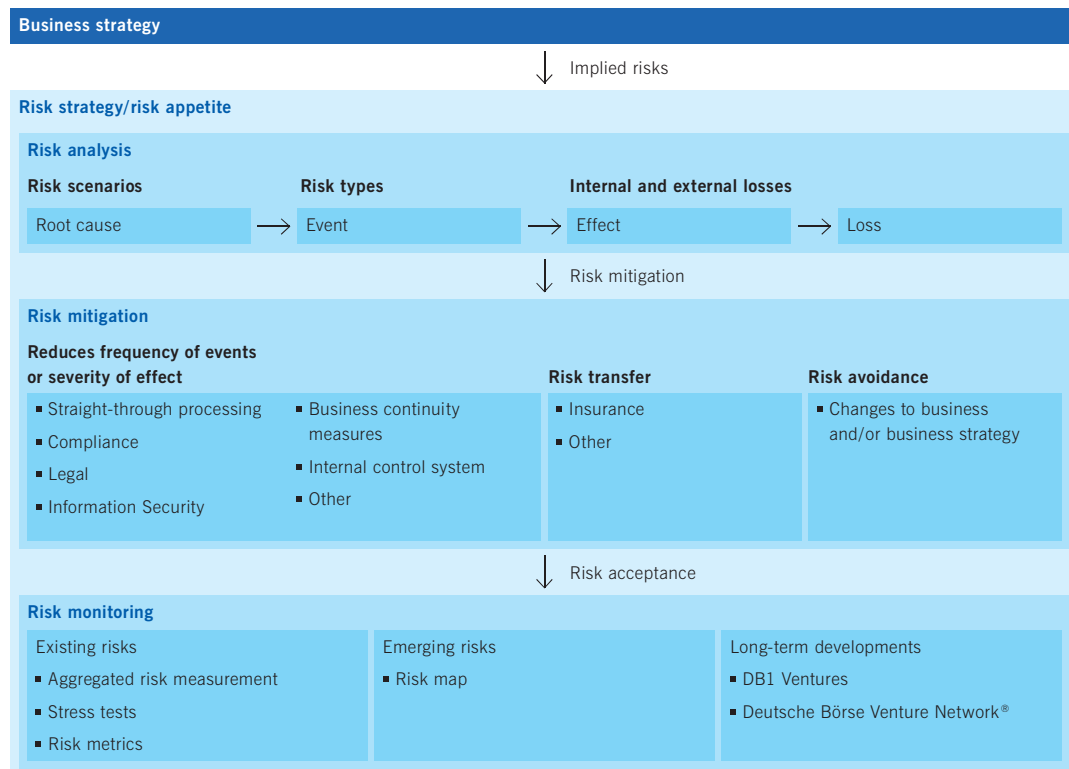 Business strategy
Implied risks
Risk strategy/risk appetite
Risk analysis
Risk scenarios
Risk types
Internal and external losses
Root cause
Event
Effect
Loss
Risk mitigation
Risk mitigation
Reduces frequency of events
or severity of effect
▪ Straight-through processing
▪ Compliance
▪ Legal
▪ Information Security
▪ Business continuity
measures
▪ Internal control system
▪ Other
Risk transfer
▪ Insurance
▪ Other
Risk avoidance
▪ Changes to business
and/or business strategy
Risk acceptance
Risk monitoring
Existing risks
▪ Aggregated risk measurement
▪ Stress tests
▪ Risk metrics
Emerging risks
▪ Risk map
Long-term developments
▪ DB1 Ventures
▪ Deutsche Börse Venture Network®